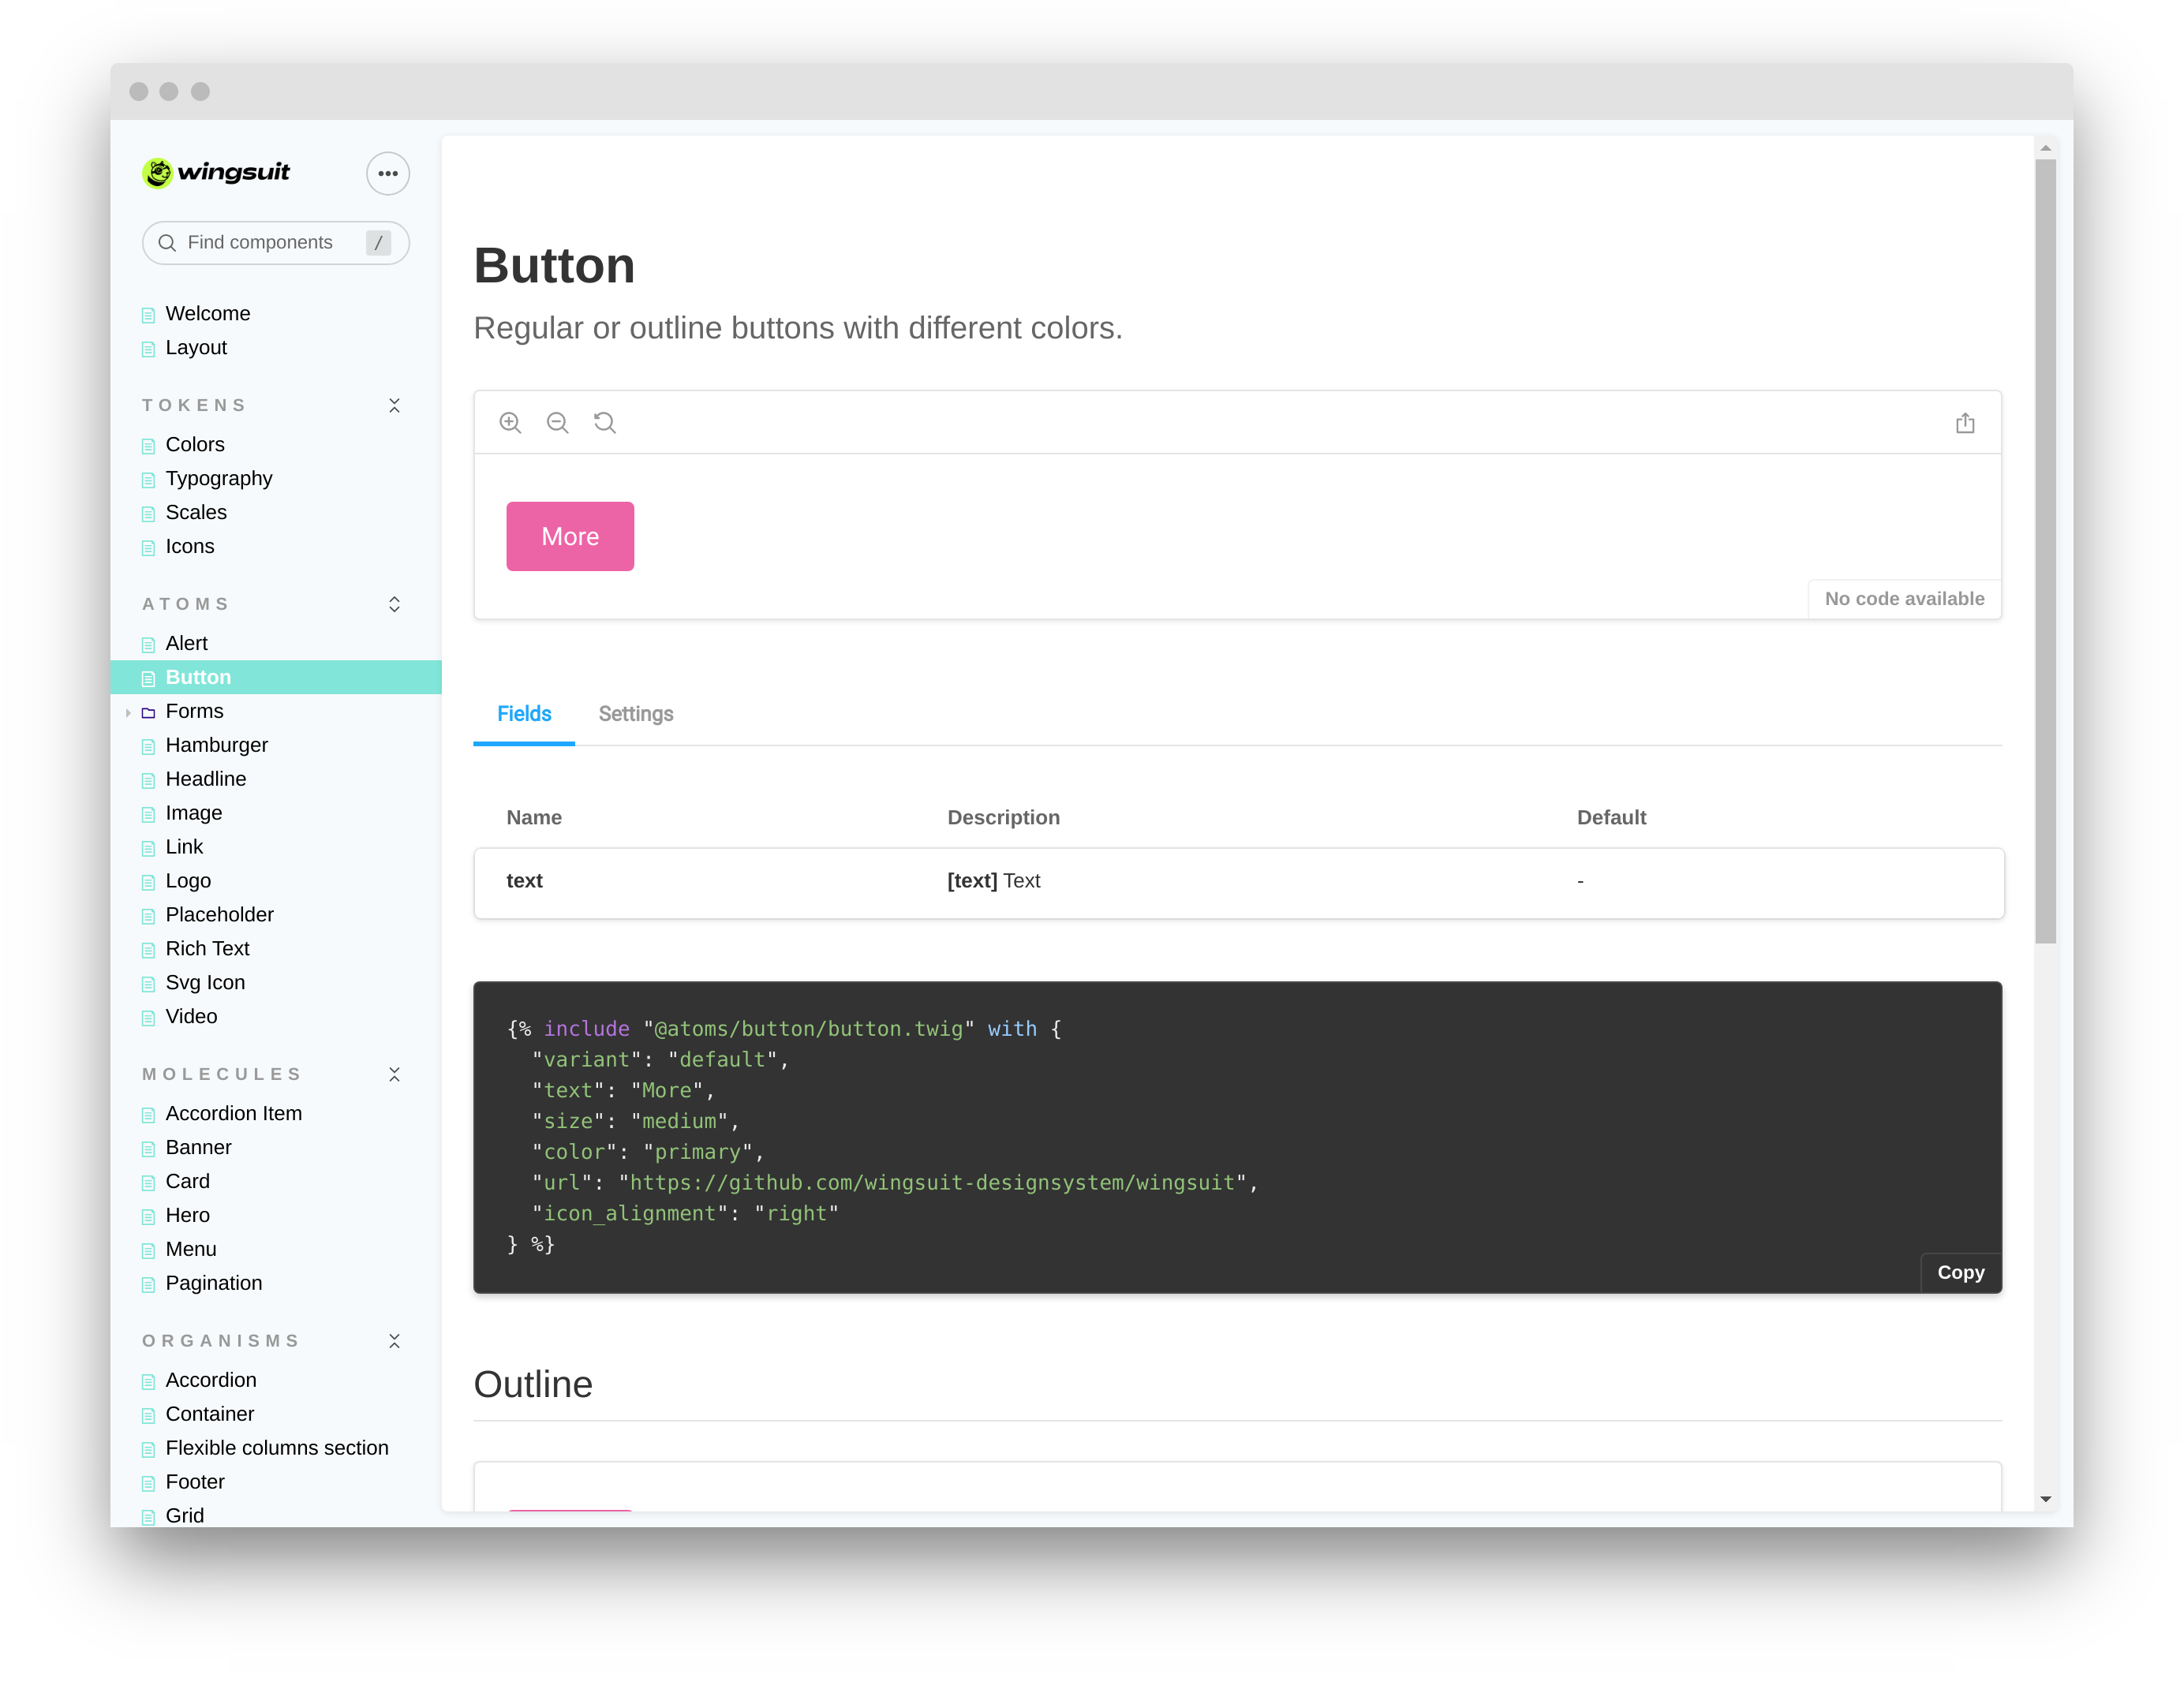 wingsuit
Find components /
Welcome
Layout
TOKENS
Colors
Typography
Scales
Icons
ATOMS
Alert
Button
Forms
Hamburger
Headline
Image
Link
Logo
Placeholder
Rich Text
Svg Icon
Video
MOLECULES
Accordion Item
Banner
Card
Hero
Menu
Pagination
ORGANISMS
Accordion
Container
Flexible columns section
Footer
Grid
Button
Regular or outline buttons with different colors.
More
No code available
Fields Settings
Name Description Default
text [text] Text -
{% include "@atoms/button/button.twig" with {
"variant": "default",
"text": "More",
"size": "medium",
"color": "primary",
"url": "https://github.com/wingsuit-designsystem/wingsuit",
"icon_alignment": "right"
} %}
Copy
Outline